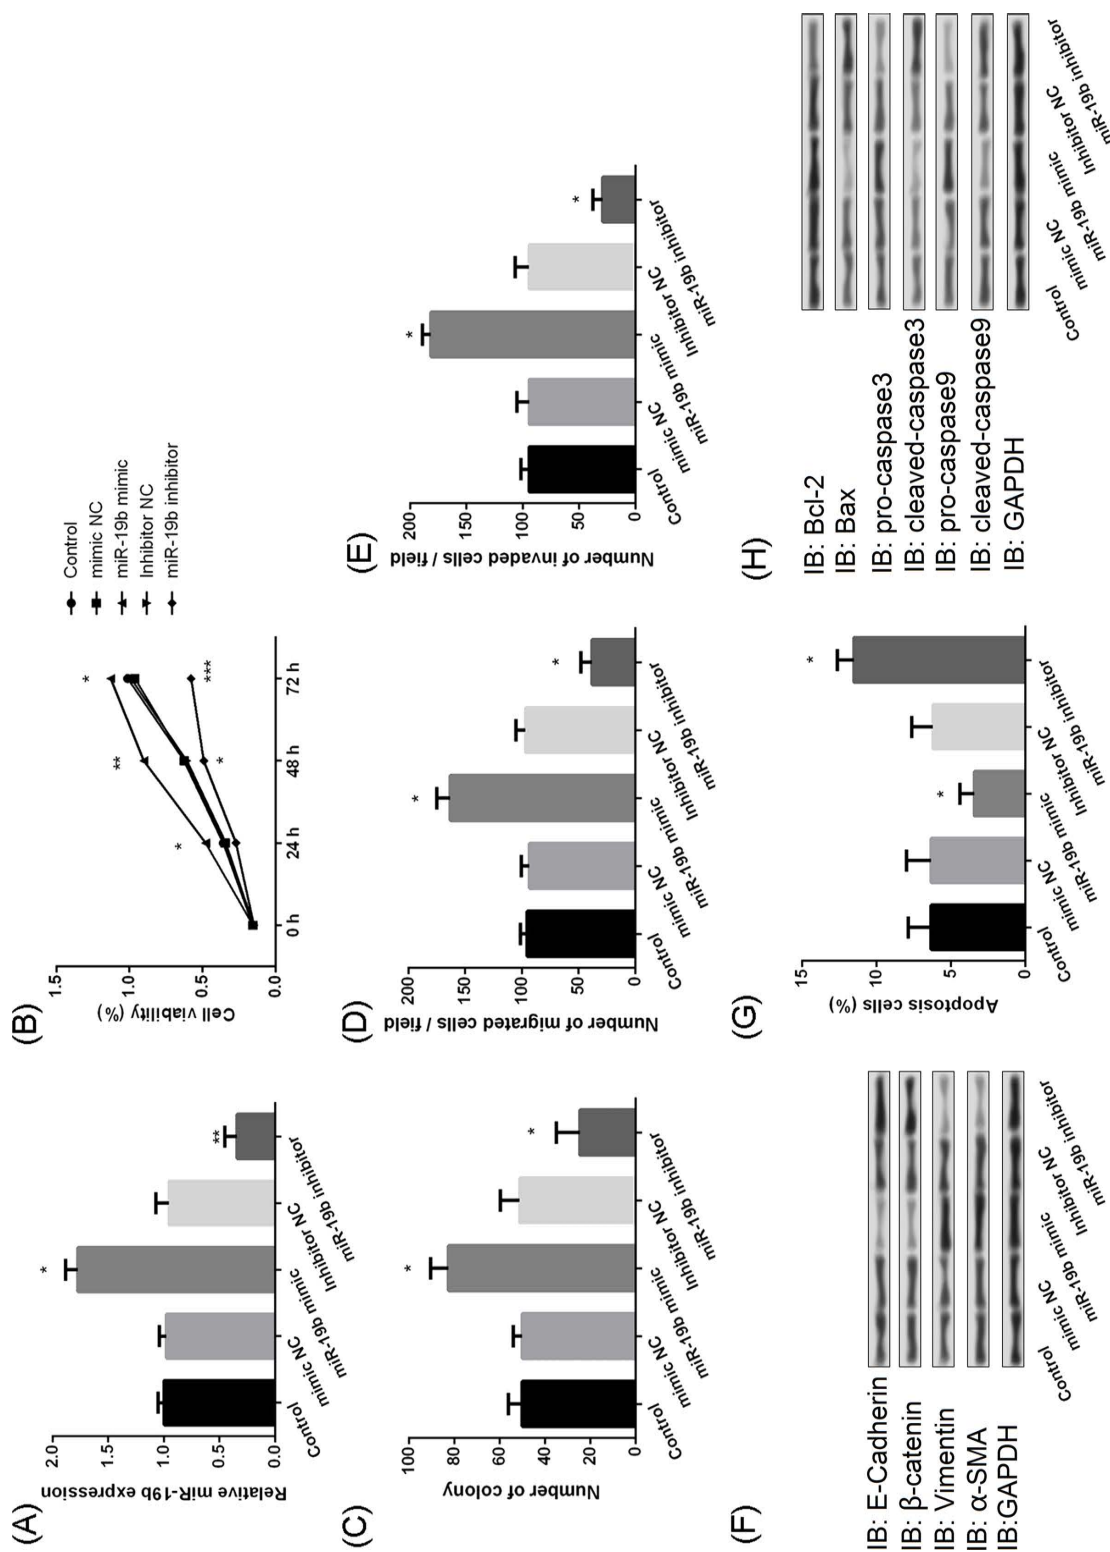 (A)
Relative miR-19b expression
2.0
1.5
1.0
0.5
0.0
Control
mimic NC
miR-19b mimic
Inhibitor NC
miR-19b inhibitor
*
**
(B)
Cell viability (%)
1.5
1.0
0.5
0.0
0 h
24 h
48 h
72 h
*
**
*
*
***
Control
mimic NC
miR-19b mimic
Inhibitor NC
miR-19b inhibitor
(C)
Number of colony
100
80
60
40
20
0
Control
mimic NC
miR-19b mimic
Inhibitor NC
miR-19b inhibitor
*
*
(D)
Number of migrated cells / field
200
150
100
50
0
Control
mimic NC
miR-19b mimic
Inhibitor NC
miR-19b inhibitor
*
*
(E)
Number of invaded cells / field
200
150
100
50
0
Control
mimic NC
miR-19b mimic
Inhibitor NC
miR-19b inhibitor
*
*
(F)
IB: E-Cadherin
IB: β-catenin
IB: Vimentin
IB: α-SMA
IB:GAPDH
Control
mimic NC
miR-19b mimic
Inhibitor NC
miR-19b inhibitor
(G)
Apoptosis cells (%)
15
10
5
0
Control
mimic NC
miR-19b mimic
Inhibitor NC
miR-19b inhibitor
*
*
(H)
IB: Bcl-2
IB: Bax
IB: pro-caspase3
IB: cleaved-caspase3
IB: pro-caspase9
IB: cleaved-caspase9
IB: GAPDH
Control
mimic NC
miR-19b mimic
Inhibitor NC
miR-19b inhibitor